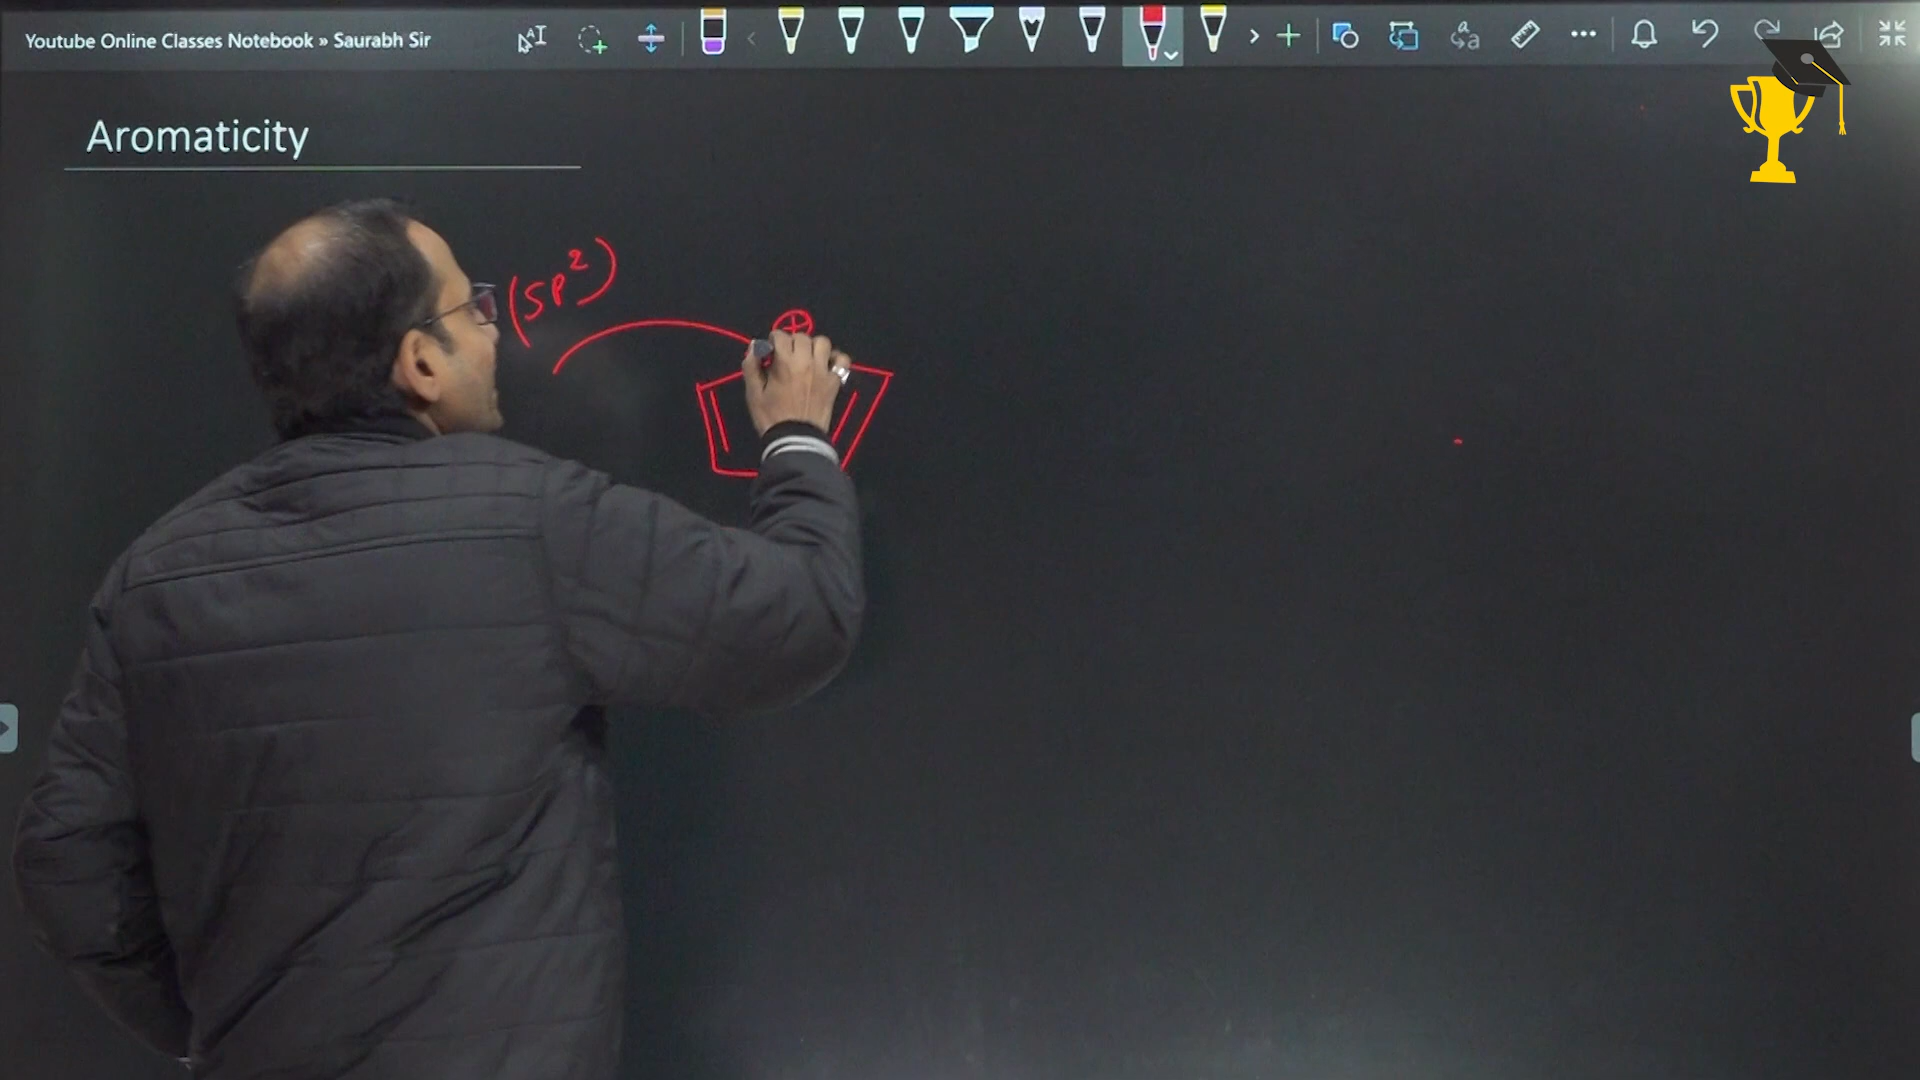 Youtube Online Classes Notebook » Saurabh Sir
Aromaticity
(sp²)
⊕